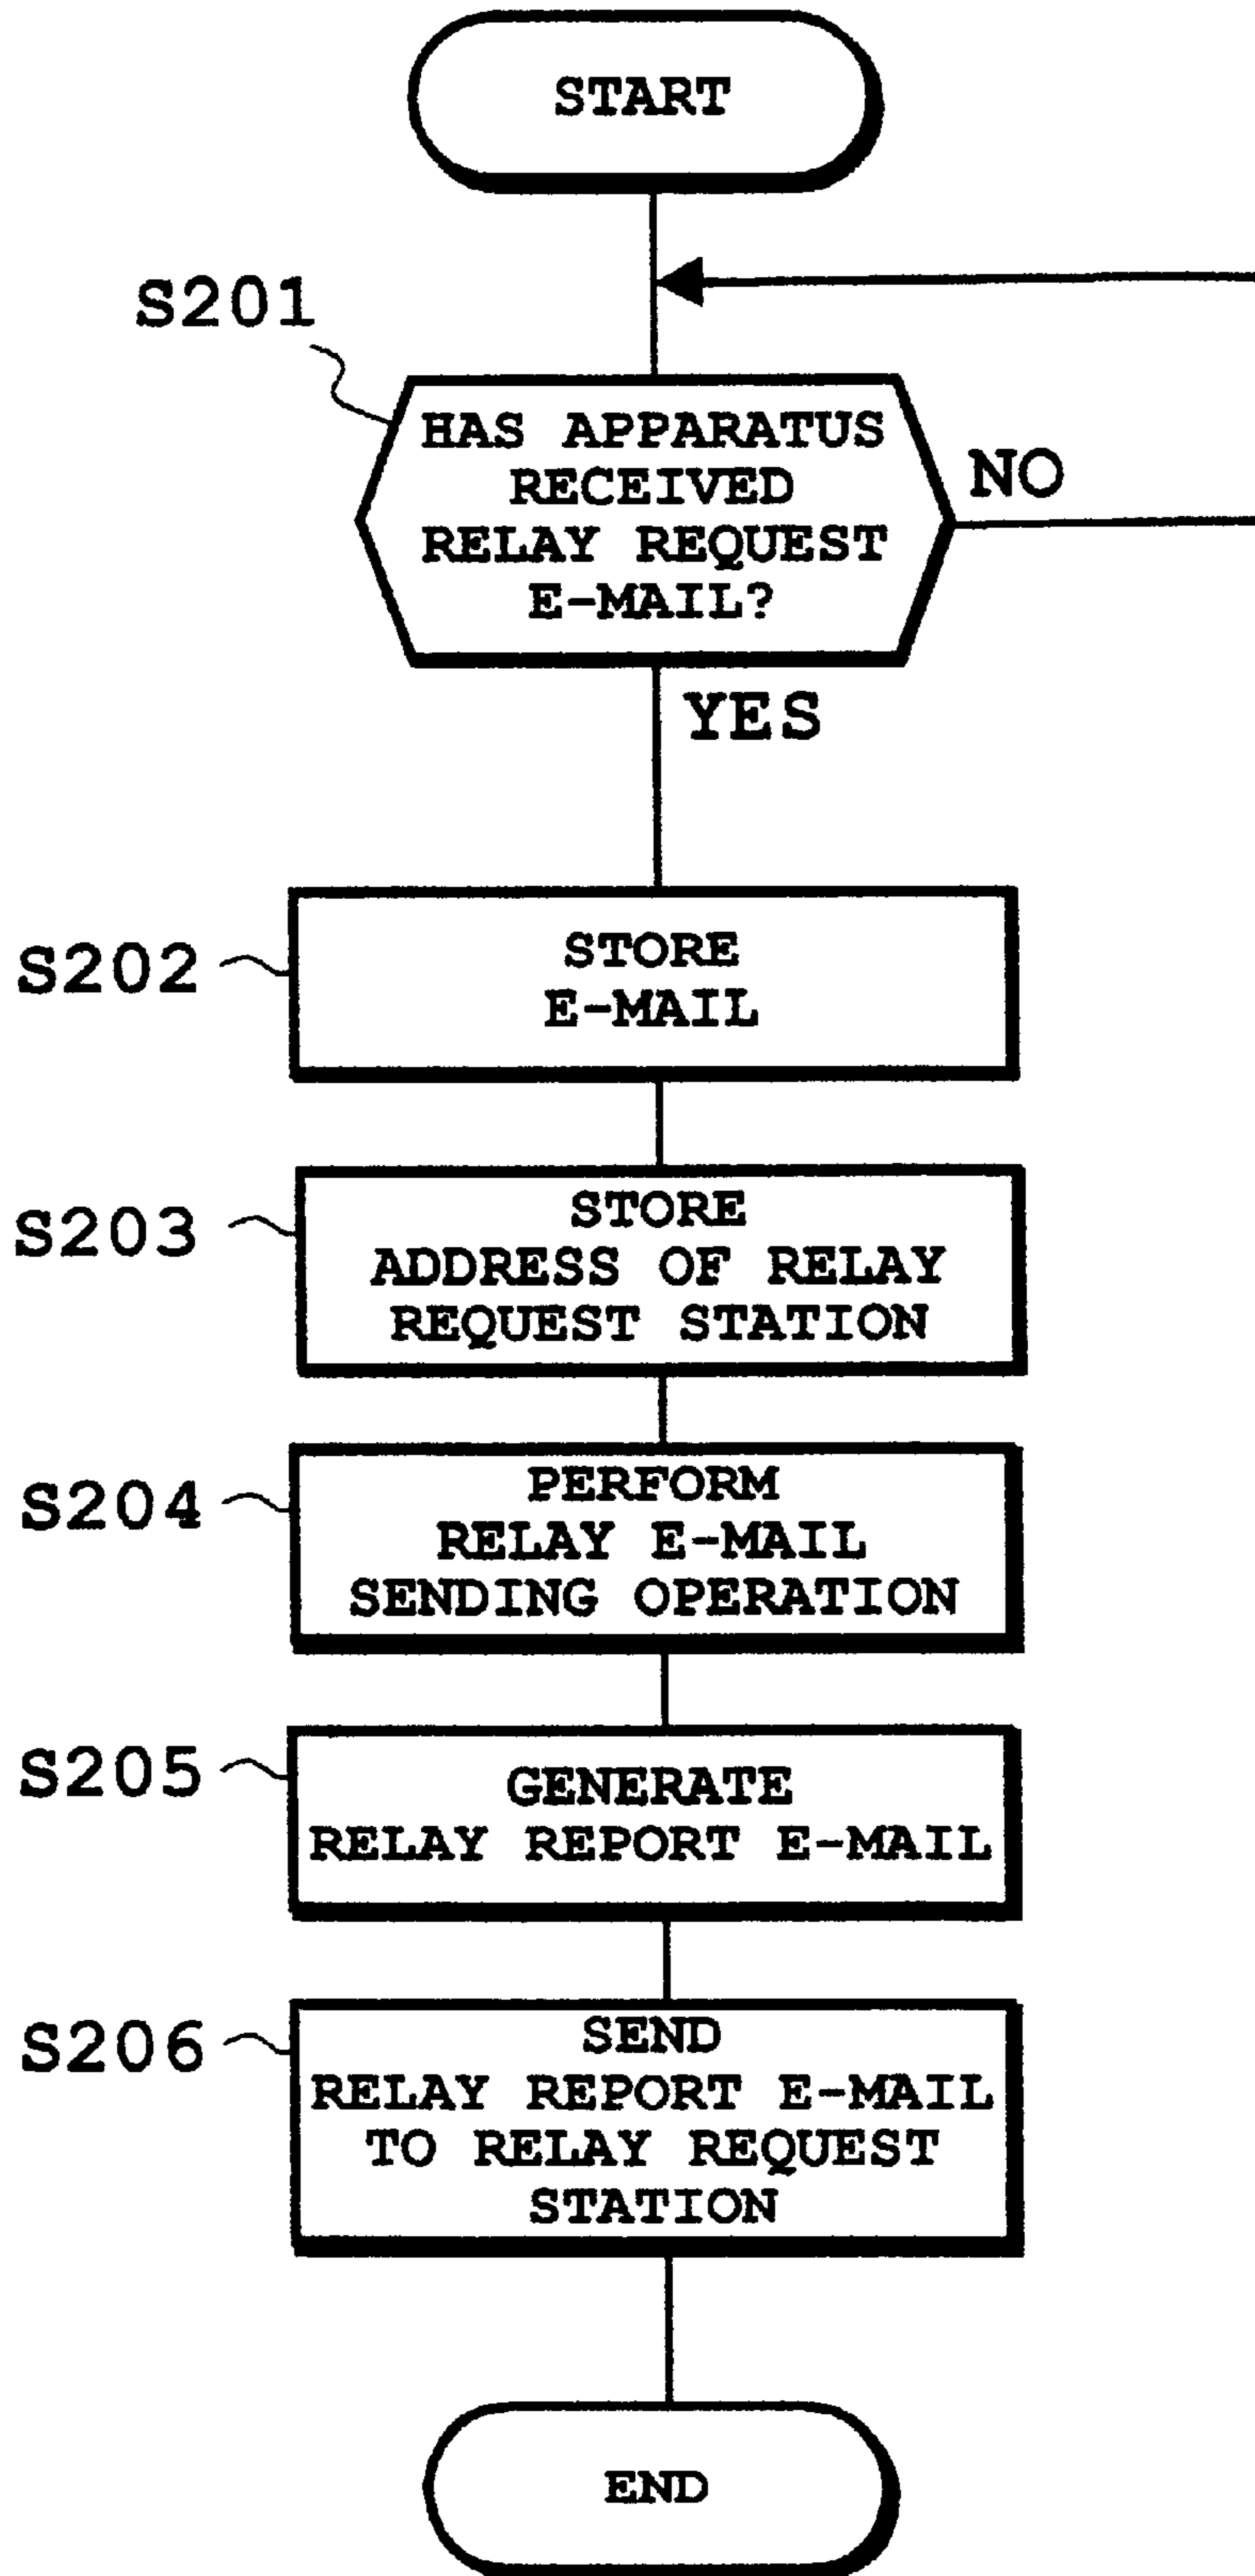 START
S201
HAS APPARATUS
RECEIVED
RELAY REQUEST
E-MAIL?
NO
YES
S202
STORE
E-MAIL
S203
STORE
ADDRESS OF RELAY
REQUEST STATION
S204
PERFORM
RELAY E-MAIL
SENDING OPERATION
S205
GENERATE
RELAY REPORT E-MAIL
S206
SEND
RELAY REPORT E-MAIL
TO RELAY REQUEST
STATION
END